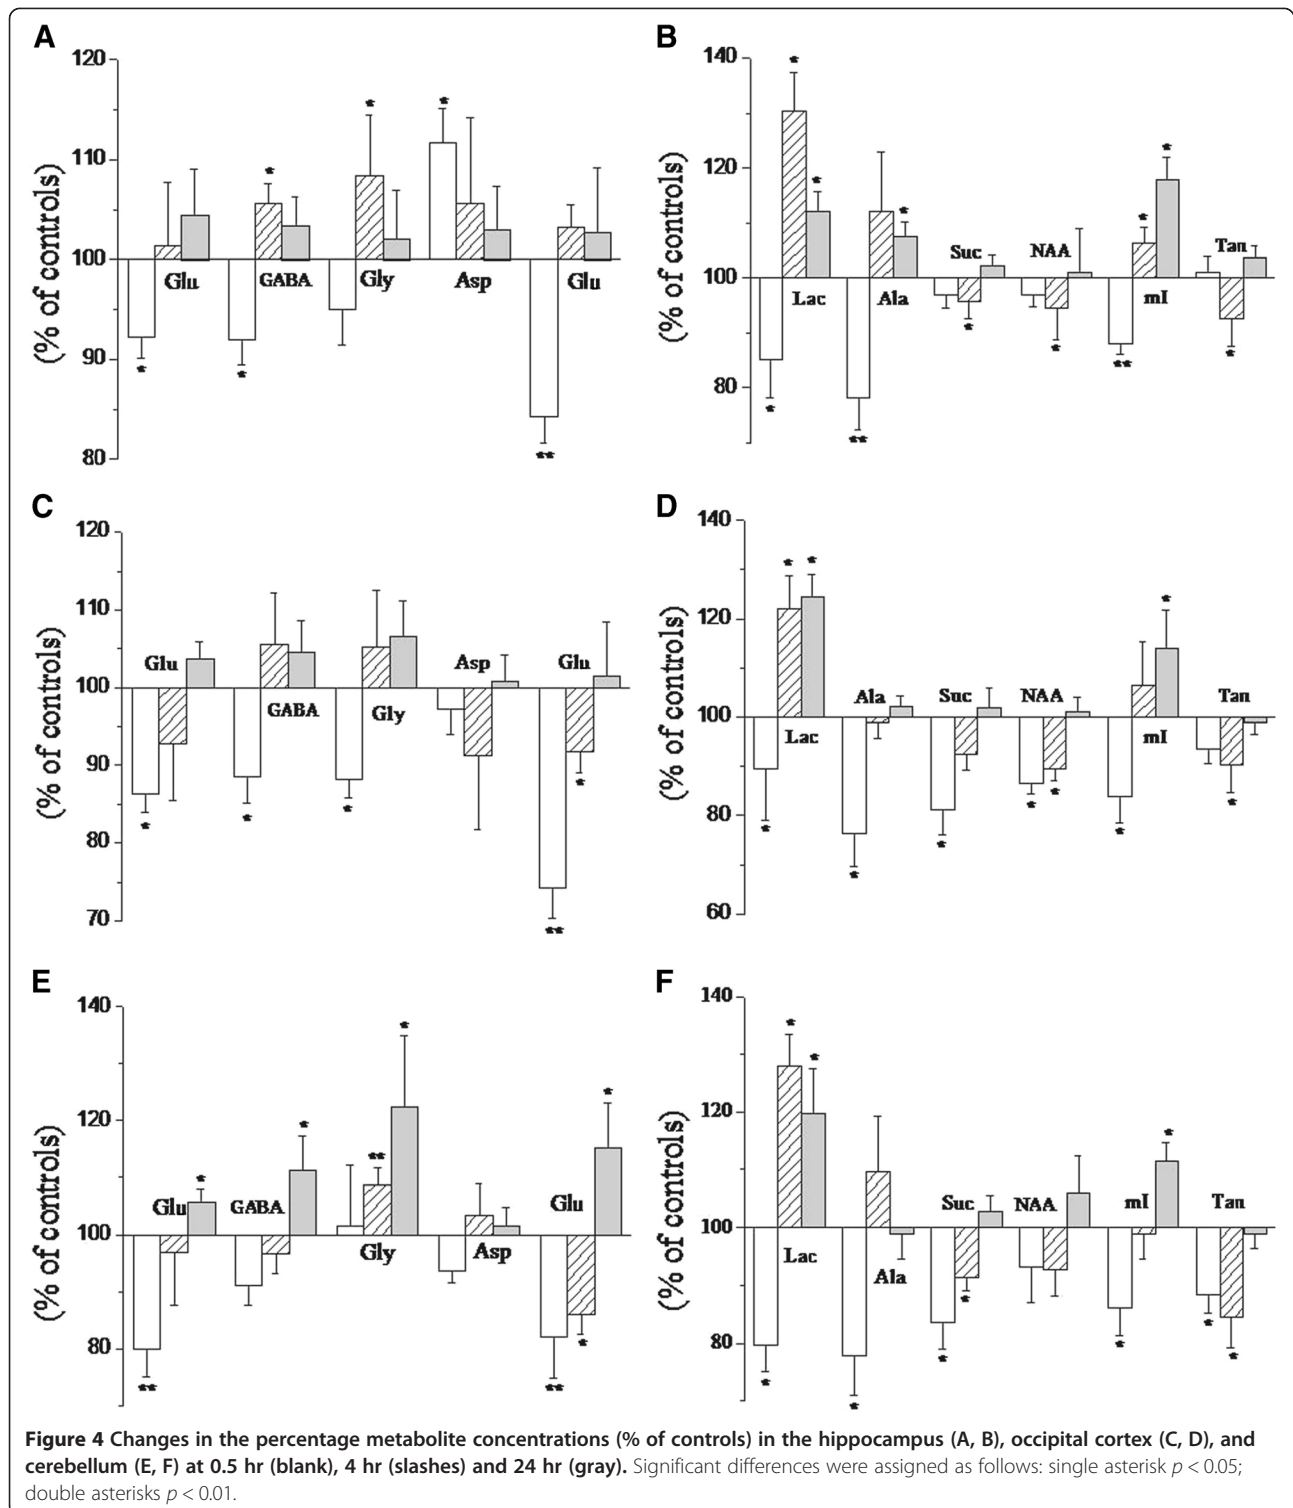 A
120
110
100
90
80
(% of controls)
*
*
*
*
*
**
Glu
GABA
Gly
Asp
Glu
B
140
120
100
80
(% of controls)
*
*
*
*
*
Suc
NAA
Tan
Lac
Ala
mI
*
*
*
*
**
**
C
120
110
100
90
80
70
(% of controls)
Glu
Asp
Glu
GABA
Gly
*
*
*
*
**
D
140
120
100
80
60
(% of controls)
*
*
*
Ala
Suc
NAA
Tan
Lac
mI
*
*
*
*
*
*
*
E
140
120
100
80
(% of controls)
*
*
*
**
*
Glu
GABA
Glu
Gly
Asp
**
**
*
F
140
120
100
80
(% of controls)
*
*
*
Suc
NAA
mI
Tan
Lac
Ala
*
*
*
*
*
*
*
Figure 4 Changes in the percentage metabolite concentrations (% of controls) in the hippocampus (A, B), occipital cortex (C, D), and
cerebellum (E, F) at 0.5 hr (blank), 4 hr (slashes) and 24 hr (gray). Significant differences were assigned as follows: single asterisk p < 0.05;
double asterisks p < 0.01.